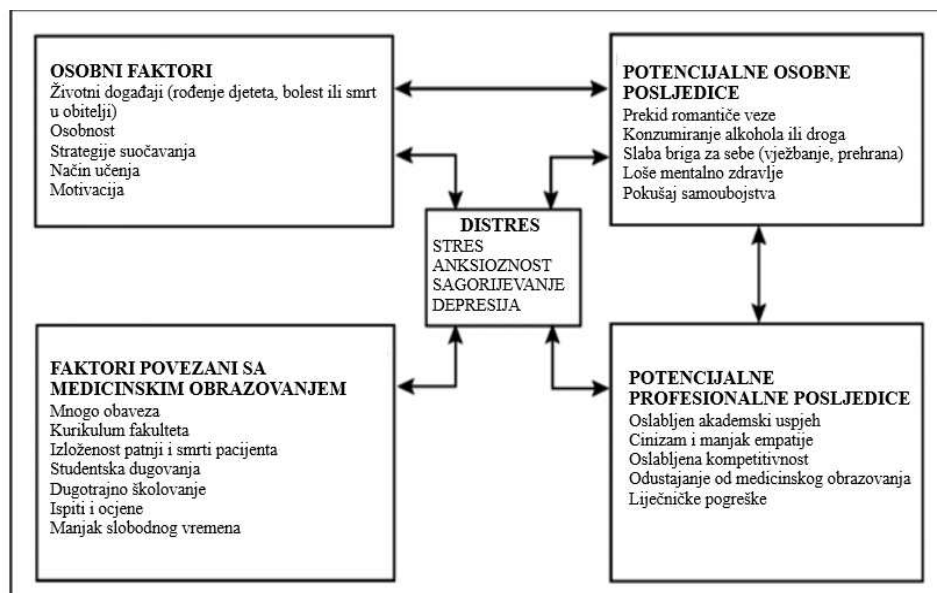 OSOBNI FAKTORI
Životni događaji (rođenje djeteta, bolest ili smrt
u obitelji)
Osobnost
Strategije suočavanja
Način učenja
Motivacija
POTENCIJALNE OSOBNE
POSLJEDICE
Prekid romantiče veze
Konzumiranje alkohola ili droga
Slaba briga za sebe (vježbanje, prehrana)
Loše mentalno zdravlje
Pokušaj samoubojstva
DISTRES
STRES
ANKSIOZNOST
SAGORIJEVANJE
DEPRESIJA
FAKTORI POVEZANI SA
MEDICINSKIM OBRAZOVANJEM
Mnogo obaveza
Kurikulum fakulteta
Izloženost patnji i smrti pacijenta
Studentska dugovanja
Dugotrajno školovanje
Ispiti i ocjene
Manjak slobodnog vremena
POTENCIJALNE
PROFESIONALNE POSLJEDICE
Oslabljen akademski uspjeh
Cinizam i manjak empatije
Oslabljena kompetitivnost
Odustajanje od medicinskog obrazovanja
Liječničke pogreške